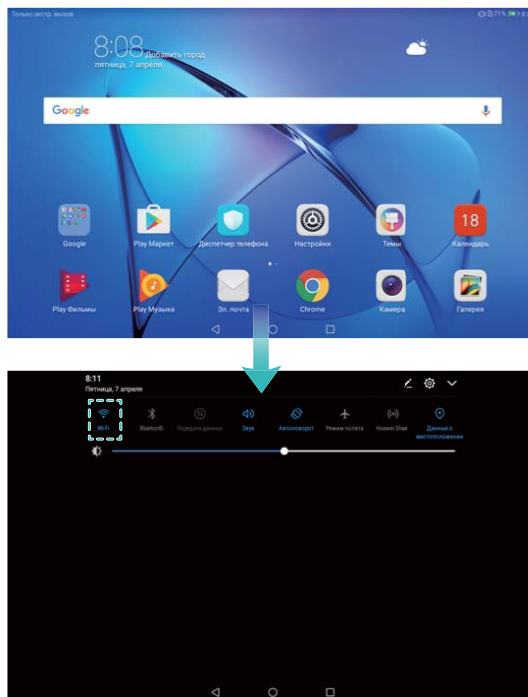 Только экстр. вызов
71%
8:08
Добавить город
пятница, 7 апреля
Google
18
Google
Play Маркет
Диспетчер телефона
Настройки
Темы
Календарь
Play Фильмы
Play Музыка
Эл. почта
Chrome
Камера
Галерея
8:11
Пятница, 7 апреля
Wi-Fi
Bluetooth
Передача данных
Звук
Автоповорот
Режим полета
Huawei Share
Данные о
местоположении